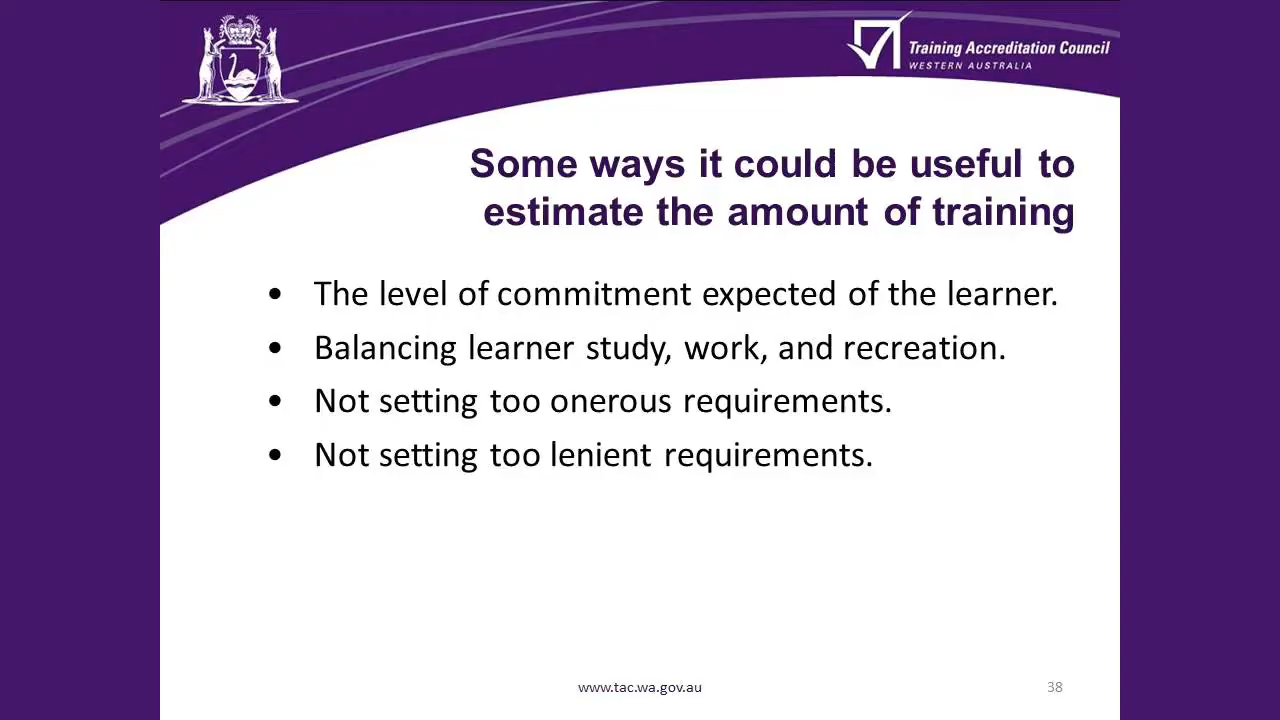 Training Accreditation Council
WESTERN AUSTRALIA
Some ways it could be useful to
estimate the amount of training
• The level of commitment expected of the learner.
• Balancing learner study, work, and recreation.
• Not setting too onerous requirements.
• Not setting too lenient requirements.
www.tac.wa.gov.au
38